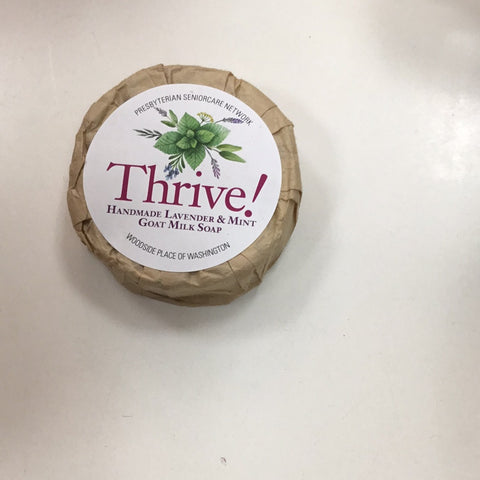 PRESBYTERIAN SENIORCARE NETWORK
Thrive!
HANDMADE LAVENDER & MINT
GOAT MILK SOAP
WOODSIDE PLACE OF WASHINGTON